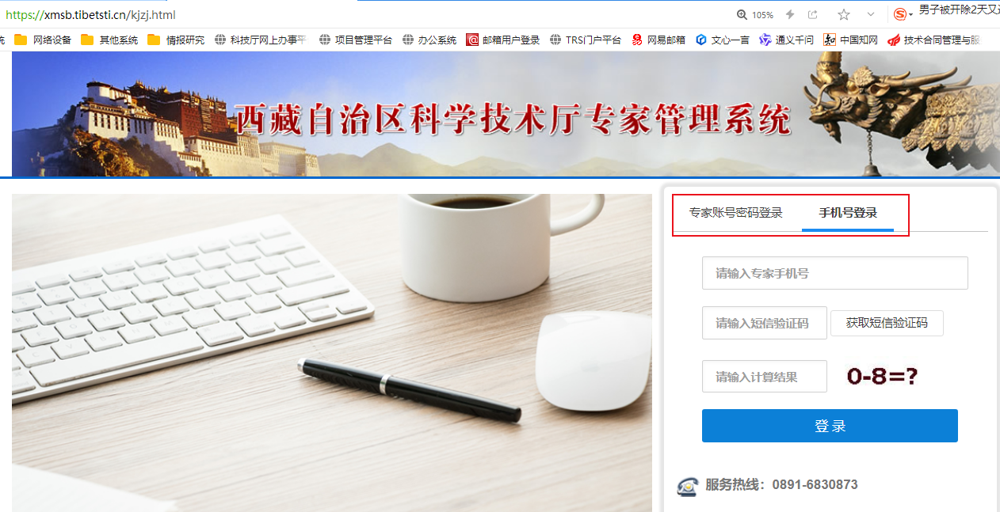 https://xmsb.tibetsti.cn/kjzj.html
105%
男子被开除2天又
网络设备
其他系统
情报研究
科技厅网上办事平
项目管理平台
办公系统
邮箱用户登录
TRS门户平台
网易邮箱
文心一言
通义千问
中国知网
技术合同管理与服
西藏自治区科学技术厅专家管理系统
专家账号密码登录
手机号登录
请输入专家手机号
请输入短信验证码
获取短信验证码
请输入计算结果
0-8=?
登 录
服务热线：0891-6830873